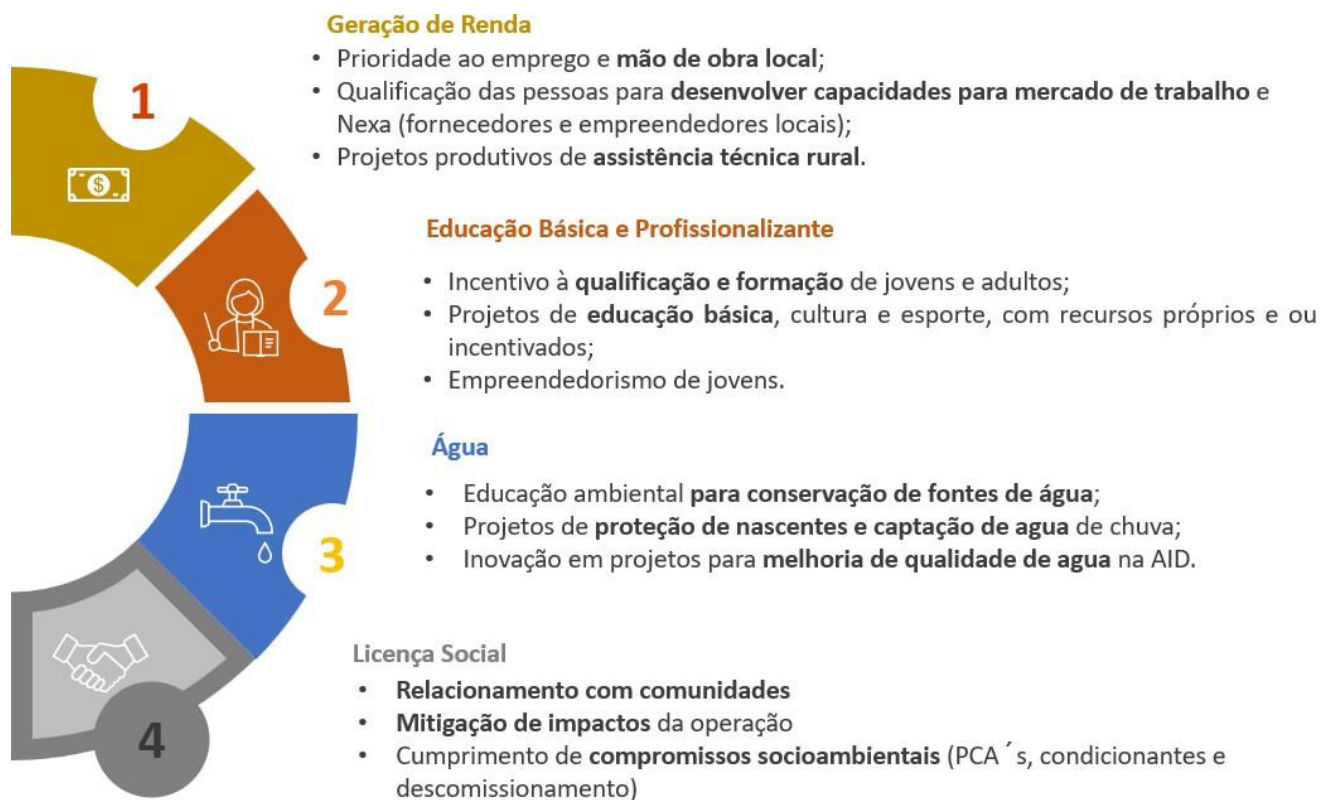 Geração de Renda
• Prioridade ao emprego e mão de obra local;
• Qualificação das pessoas para desenvolver capacidades para mercado de trabalho e
Nexa (fornecedores e empreendedores locais);
• Projetos produtivos de assistência técnica rural.
1
$
Educação Básica e Profissionalizante
• Incentivo à qualificação e formação de jovens e adultos;
• Projetos de educação básica, cultura e esporte, com recursos próprios e ou
incentivados;
• Empreendedorismo de jovens.
2
Água
• Educação ambiental para conservação de fontes de água;
• Projetos de proteção de nascentes e captação de agua de chuva;
• Inovação em projetos para melhoria de qualidade de agua na AID.
3
Licença Social
• Relacionamento com comunidades
• Mitigação de impactos da operação
• Cumprimento de compromissos socioambientais (PCA´s, condicionantes e
descomissionamento)
4